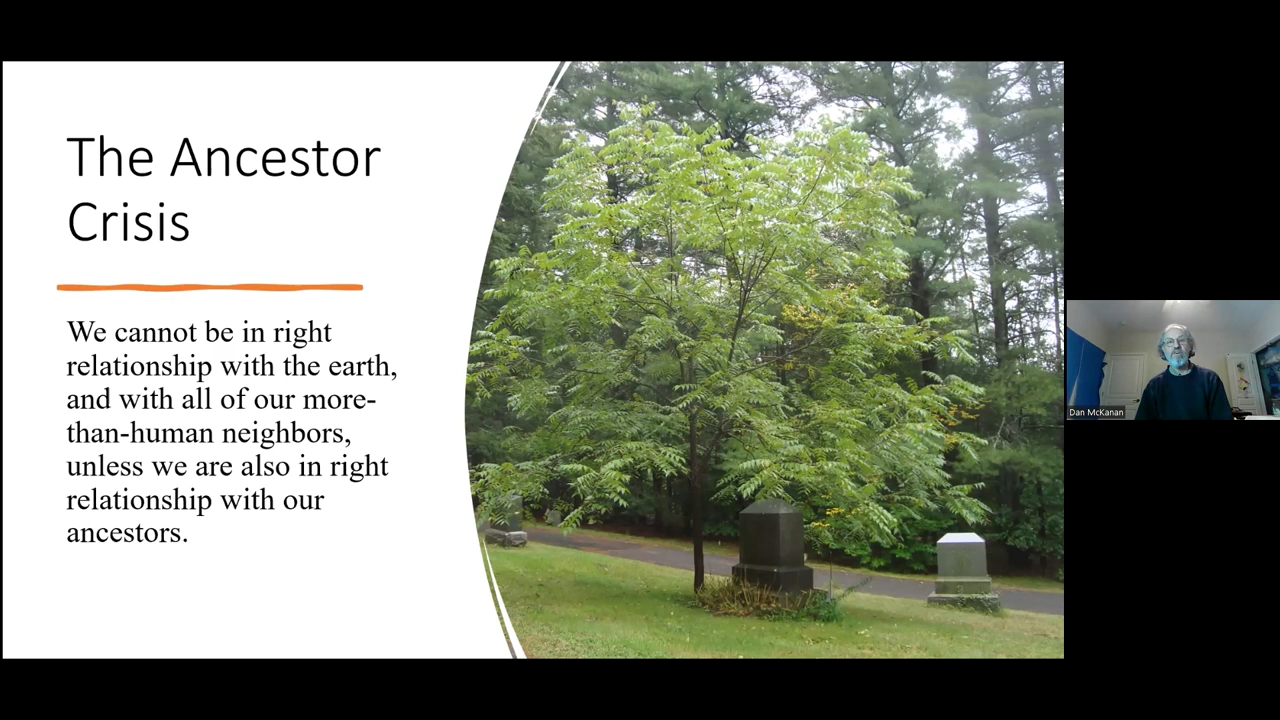 The Ancestor
Crisis
We cannot be in right
relationship with the earth,
and with all of our more-
than-human neighbors,
unless we are also in right
relationship with our
ancestors.
Dan McKanan